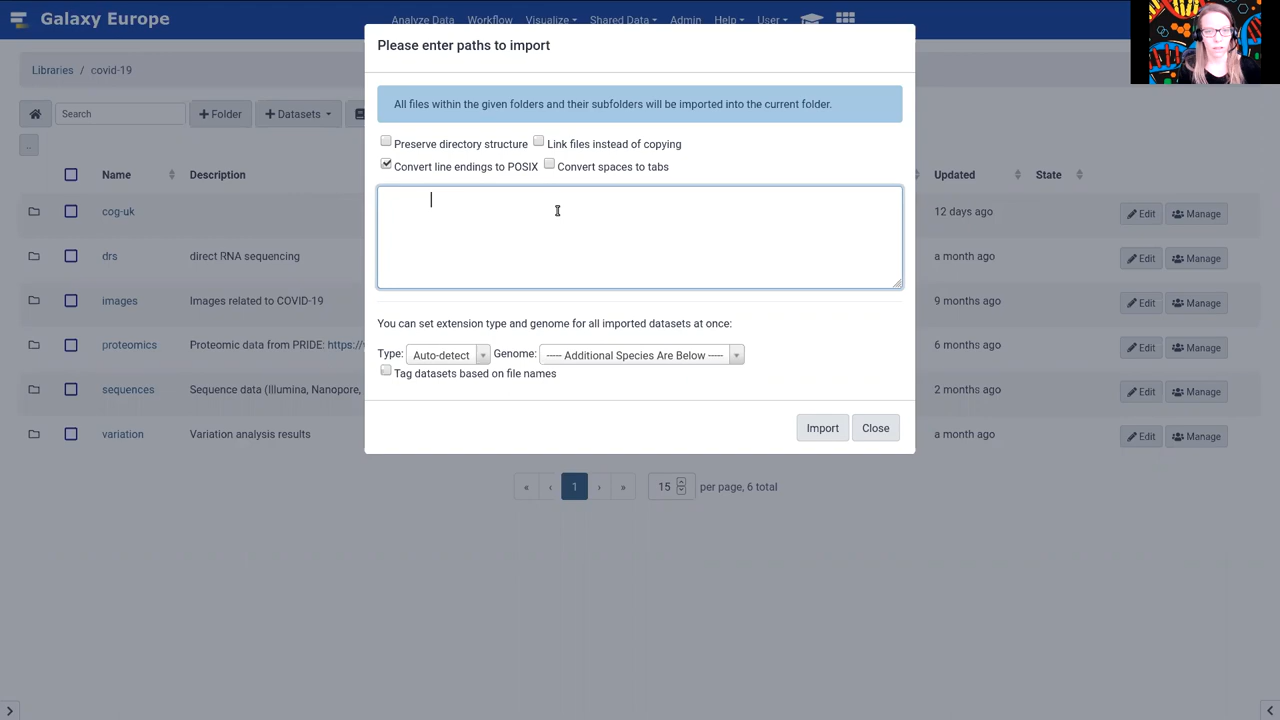 Galaxy Europe
Analyze Data Workflow Visualize Shared Data Admin Help User
Please enter paths to import
Libraries / covid-19
All files within the given folders and their subfolders will be imported into the current folder.
Search + Folder + Datasets
..
Preserve directory structure Link files instead of copying
Convert line endings to POSIX Convert spaces to tabs
Name Description Updated State
cog-uk 12 days ago Edit Manage
drs direct RNA sequencing a month ago Edit Manage
images Images related to COVID-19 9 months ago Edit Manage
You can set extension type and genome for all imported datasets at once:
proteomics Proteomic data from PRIDE: https:// 6 months ago Edit Manage
Type: Auto-detect Genome: ----- Additional Species Are Below -----
Tag datasets based on file names
sequences Sequence data (Illumina, Nanopore, 2 months ago Edit Manage
variation Variation analysis results a month ago Edit Manage
Import Close
« ‹ 1 › » 15 per page, 6 total